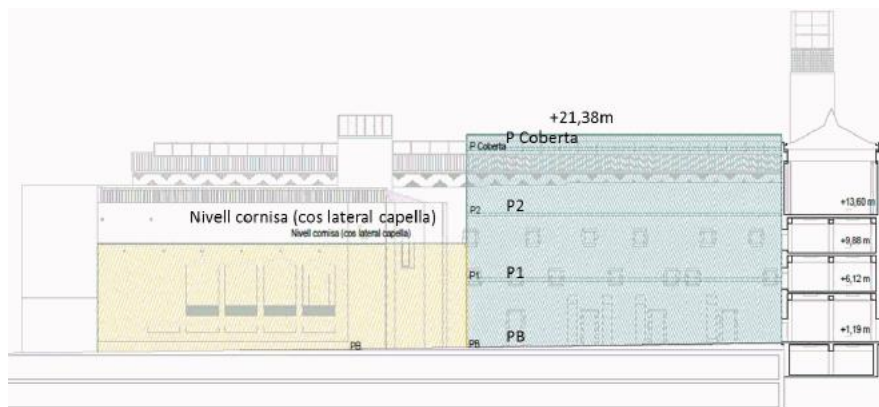 +21,38m
P Coberta
P Coberta
P2
P2
+13,60 m
Nivell cornisa (cos lateral capella)
Nivell cornisa (cos lateral capella)
+9,88 m
P1
P1
+6,12 m
+1,19 m
PB
PB
PB